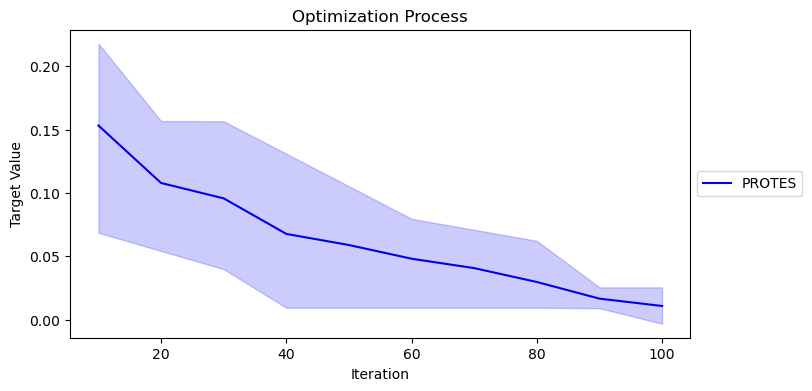 Optimization Process
Target Value
0.20
0.15
0.10
0.05
0.00
20 40 60 80 100
Iteration
PROTES